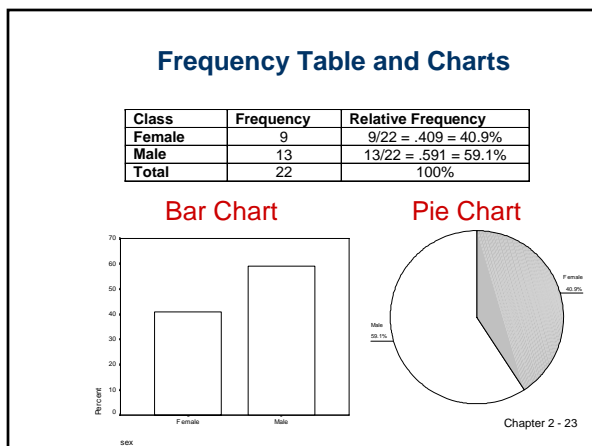 Frequency Table and Charts
Class Frequency Relative Frequency
Female 9 9/22 = .409 = 40.9%
Male 13 13/22 = .591 = 59.1%
Total 22 100%
Bar Chart
Pie Chart
70
60
50
40
30
20
10
0
Percent
Female Male
sex
Female
40.9%
Male
59.1%
Chapter 2 - 23